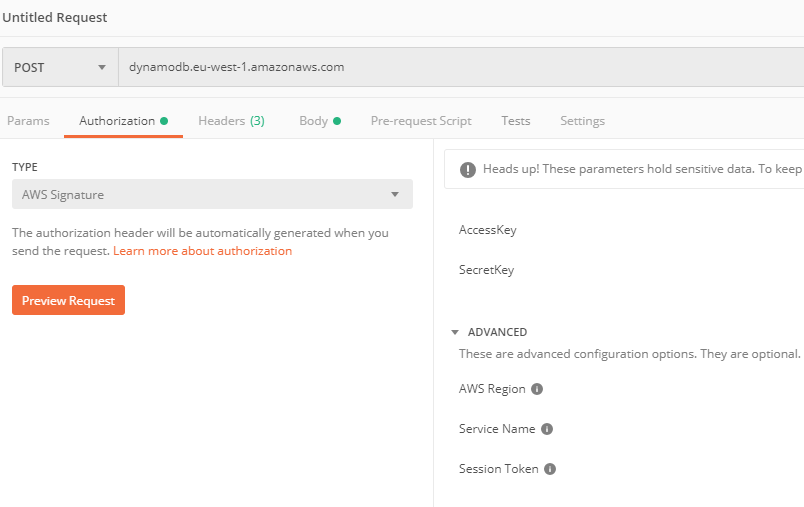 Untitled Request
POST dynamodb.eu-west-1.amazonaws.com
Params Authorization Headers (3) Body Pre-request Script Tests Settings
TYPE
AWS Signature
The authorization header will be automatically generated when you
send the request. Learn more about authorization
Preview Request
Heads up! These parameters hold sensitive data. To keep
AccessKey
SecretKey
ADVANCED
These are advanced configuration options. They are optional.
AWS Region
Service Name
Session Token